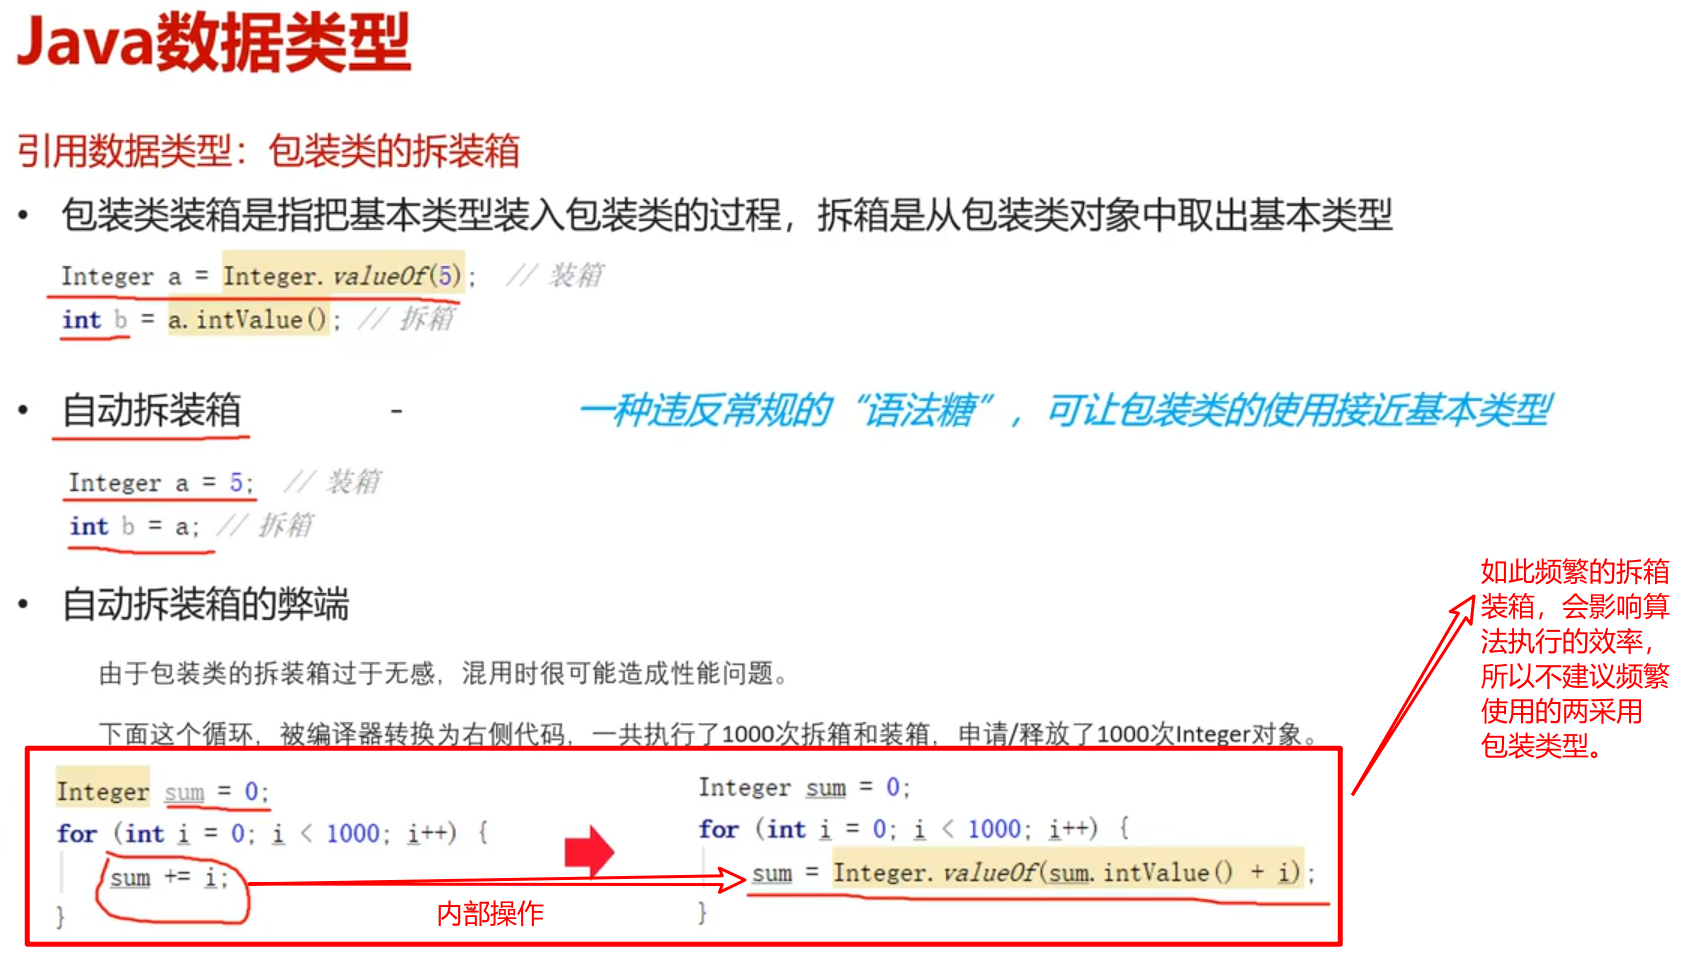 Java数据类型
引用数据类型：包装类的拆装箱
• 包装类装箱是指把基本类型装入包装类的过程，拆箱是从包装类对象中取出基本类型
Integer a = Integer.valueOf(5); // 装箱
int b = a.intValue(); // 拆箱
• 自动拆装箱 - 一种违反常规的“语法糖”，可让包装类的使用接近基本类型
Integer a = 5; // 装箱
int b = a; // 拆箱
• 自动拆装箱的弊端
由于包装类的拆装箱过于无感，混用时很可能造成性能问题。
下面这个循环，被编译器转换为右侧代码，一共执行了1000次拆箱和装箱，申请/释放了1000次Integer对象。
Integer sum = 0;
for (int i = 0; i < 1000; i++) {
sum += i;
}
内部操作
Integer sum = 0;
for (int i = 0; i < 1000; i++) {
sum = Integer.valueOf(sum.intValue() + i);
}
如此频繁的拆箱
装箱，会影响算
法执行的效率，
所以不建议频繁
使用的两采用
包装类型。